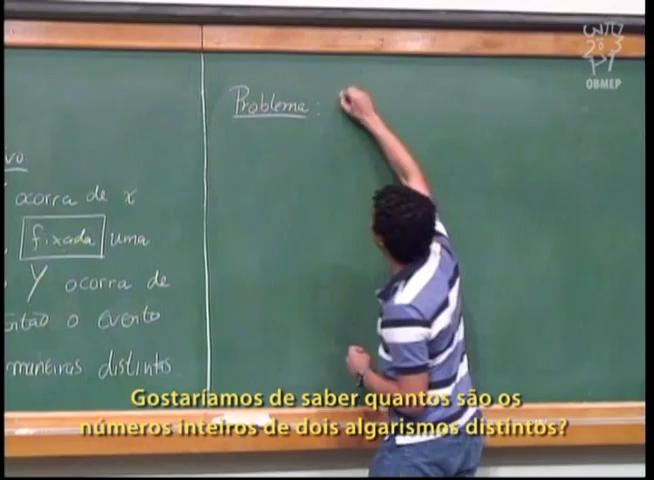 OBMEP
Problema:
vo
ocorra de x
fixada uma
Y ocorra de
ntão o evento
maneiras distintas
Gostaríamos de saber quantos são os
números inteiros de dois algarismos distintos?